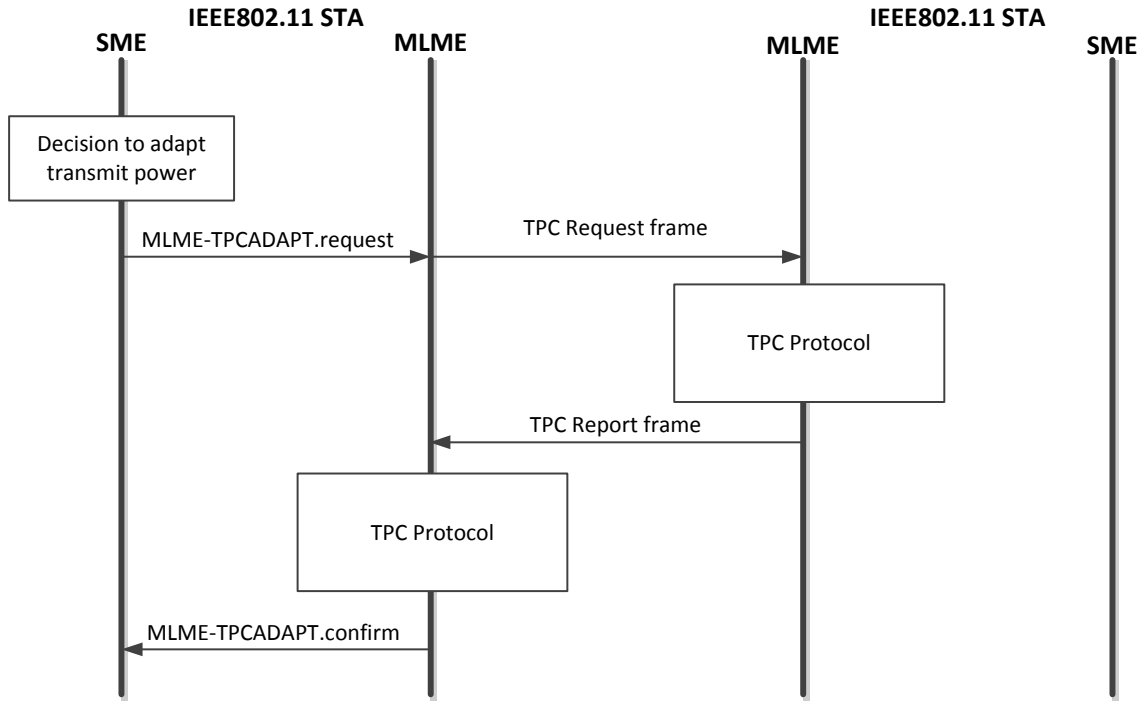 IEEE802.11 STA
IEEE802.11 STA
SME
MLME
MLME
SME
Decision to adapt
transmit power
MLME-TPCADAPT.request
TPC Request frame
TPC Protocol
TPC Report frame
TPC Protocol
MLME-TPCADAPT.confirm